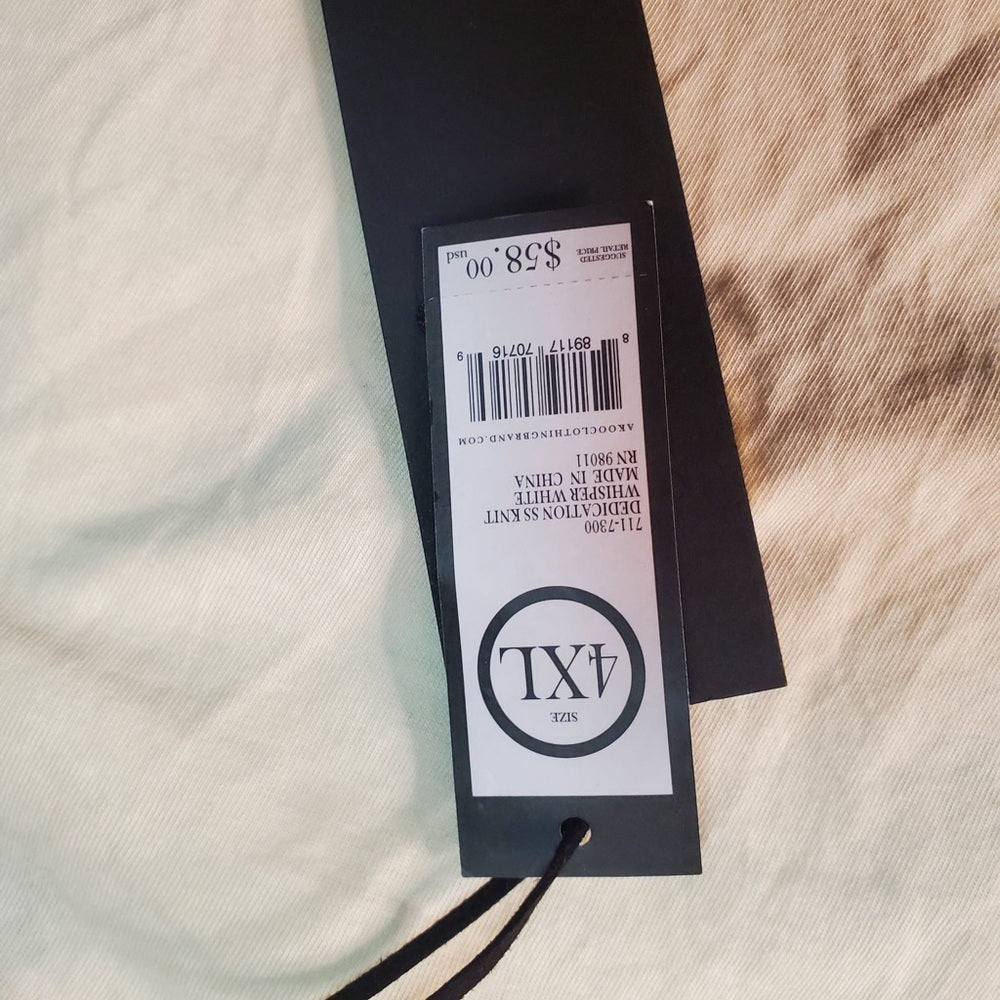 SIZE
4XL
711-7300
DEDICATION SS KNIT
WHISPER WHITE
MADE IN CHINA
RN 98011
AKOOCLOTHINGBRAND.COM
8 89117 70716 9
SUGGESTED
RETAIL PRICE
$58.00 usd